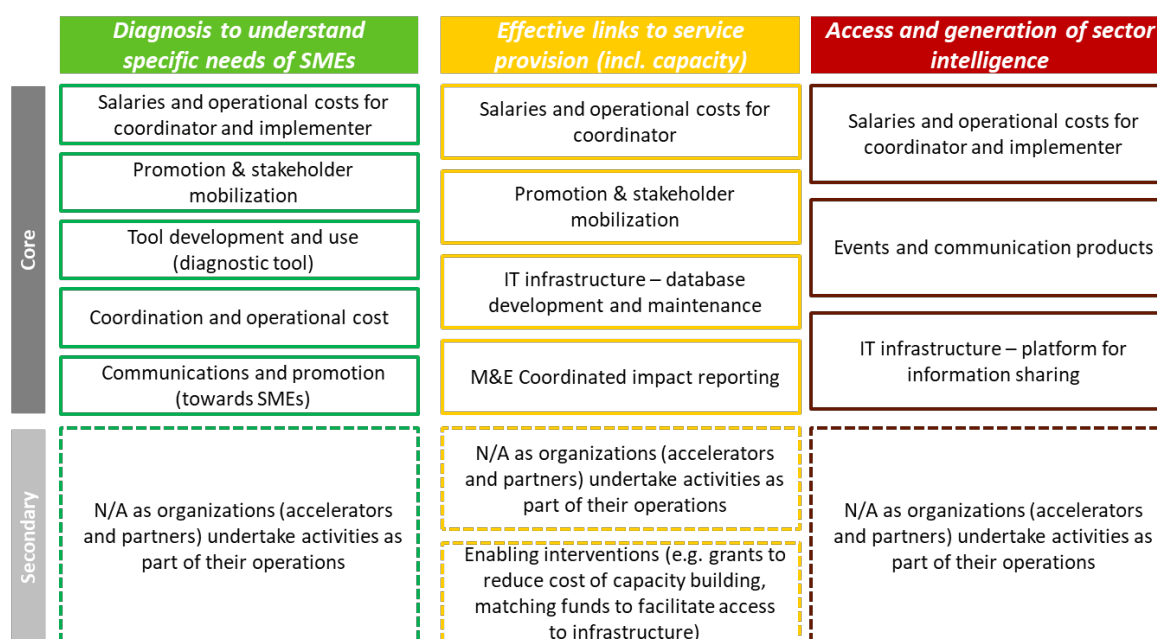 Diagnosis to understand
specific needs of SMEs
Effective links to service
provision (incl. capacity)
Access and generation of sector
intelligence
Core
Salaries and operational costs for
coordinator and implementer
Promotion & stakeholder
mobilization
Tool development and use
(diagnostic tool)
Coordination and operational cost
Communications and promotion
(towards SMEs)
Salaries and operational costs for
coordinator
Promotion & stakeholder
mobilization
IT infrastructure – database
development and maintenance
M&E Coordinated impact reporting
Salaries and operational costs for
coordinator and implementer
Events and communication products
IT infrastructure – platform for
information sharing
Secondary
N/A as organizations (accelerators
and partners) undertake activities as
part of their operations
N/A as organizations (accelerators
and partners) undertake activities as
part of their operations
Enabling interventions (e.g. grants to
reduce cost of capacity building,
matching funds to facilitate access
to infrastructure)
N/A as organizations (accelerators
and partners) undertake activities as
part of their operations